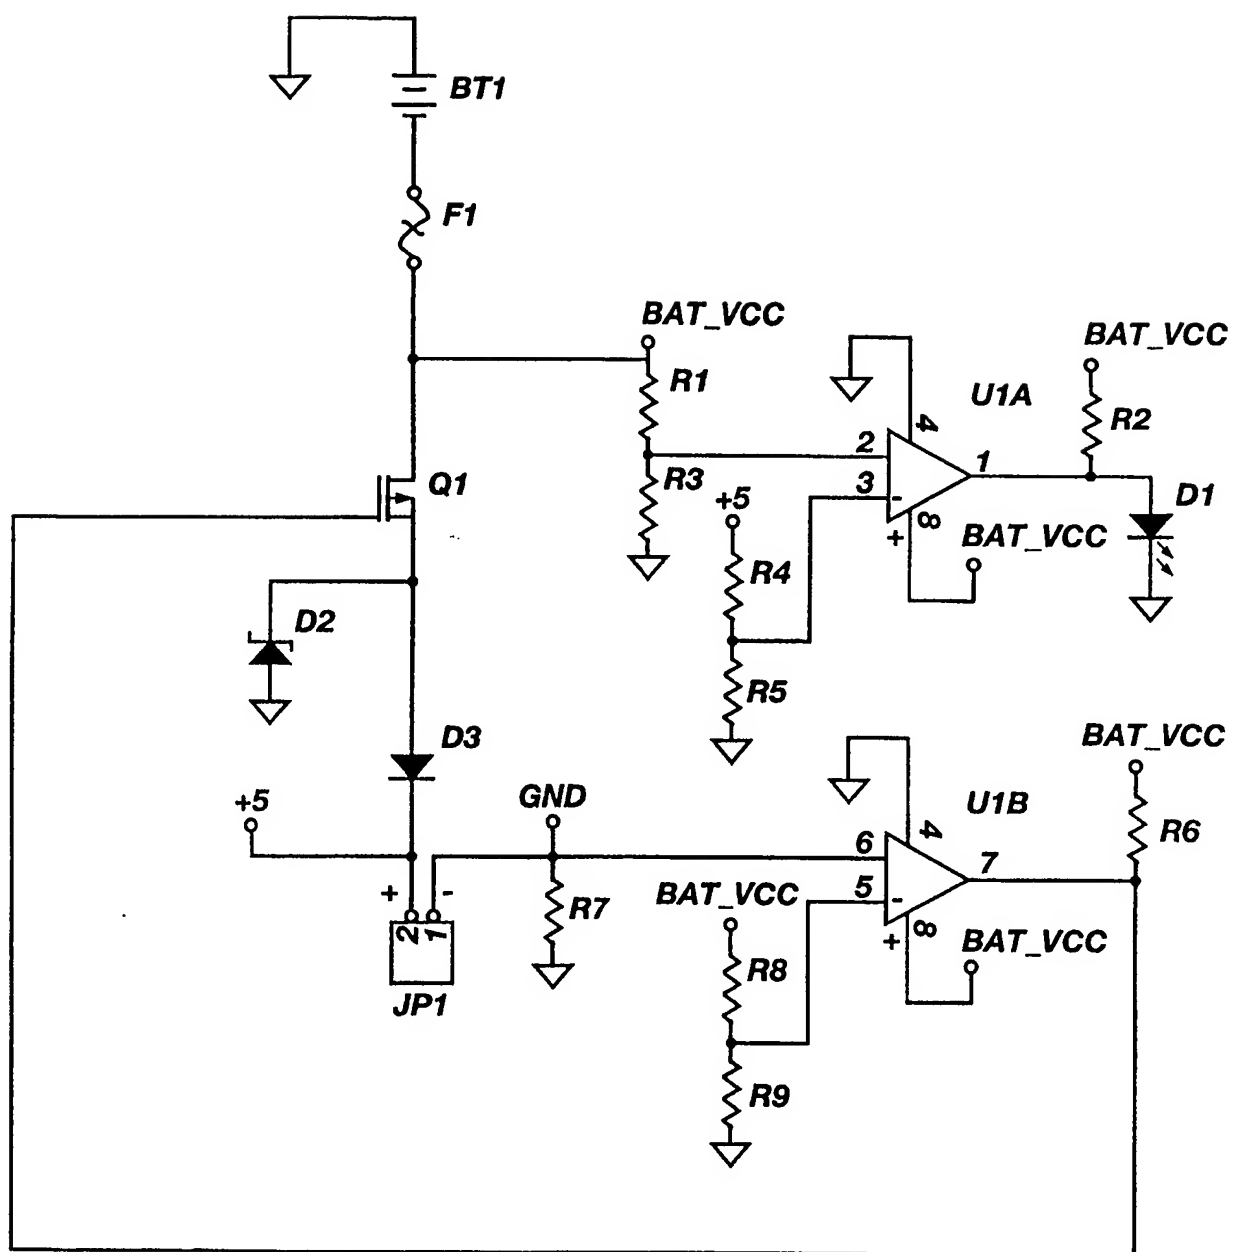 BT1
F1
BAT_VCC
R1
4
U1A
BAT_VCC
R2
2
1
Q1
R3
3
-
D1
+5
+
8
BAT_VCC
R4
D2
R5
D3
BAT_VCC
+5
GND
4
U1B
R6
6
7
+
-
BAT_VCC
5
-
R7
+
8
BAT_VCC
2
1
R8
JP1
R9